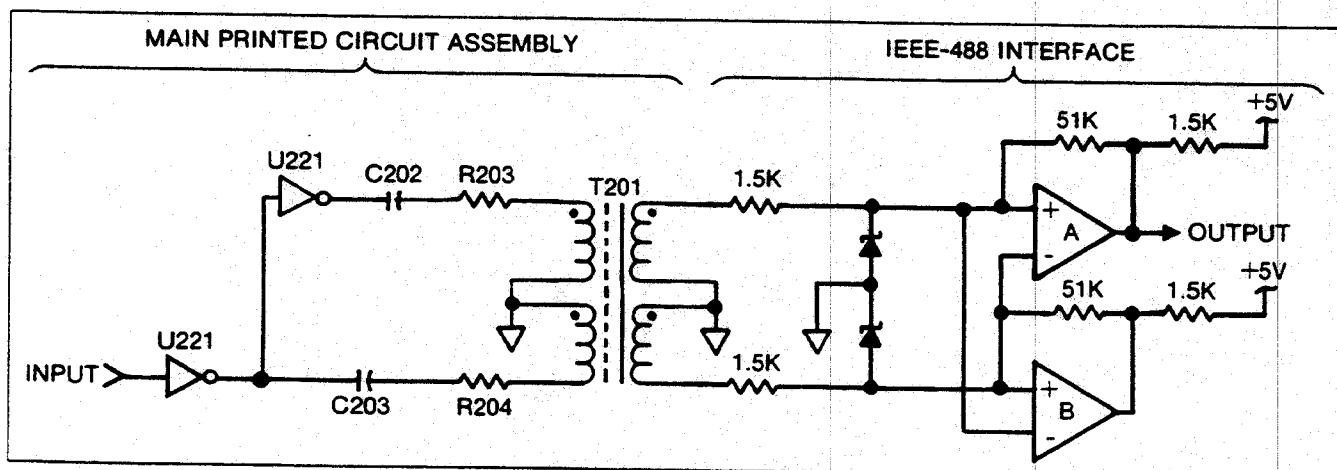 MAIN PRINTED CIRCUIT ASSEMBLY
IEEE-488 INTERFACE
+5V
51K
1.5K
U221
C202
R203
T201
1.5K
+
A
-
OUTPUT
+5V
51K
1.5K
U221
INPUT
C203
R204
1.5K
+
B
-